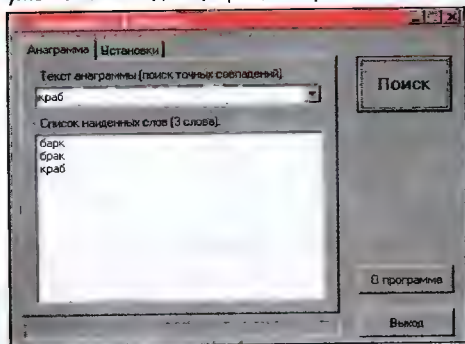 Анаграмма Установки
Текст анаграммы (поиск точных совпадений)
краб
Поиск
Список найденных слов (3 слова).
барк
брак
краб
О программе
Выход